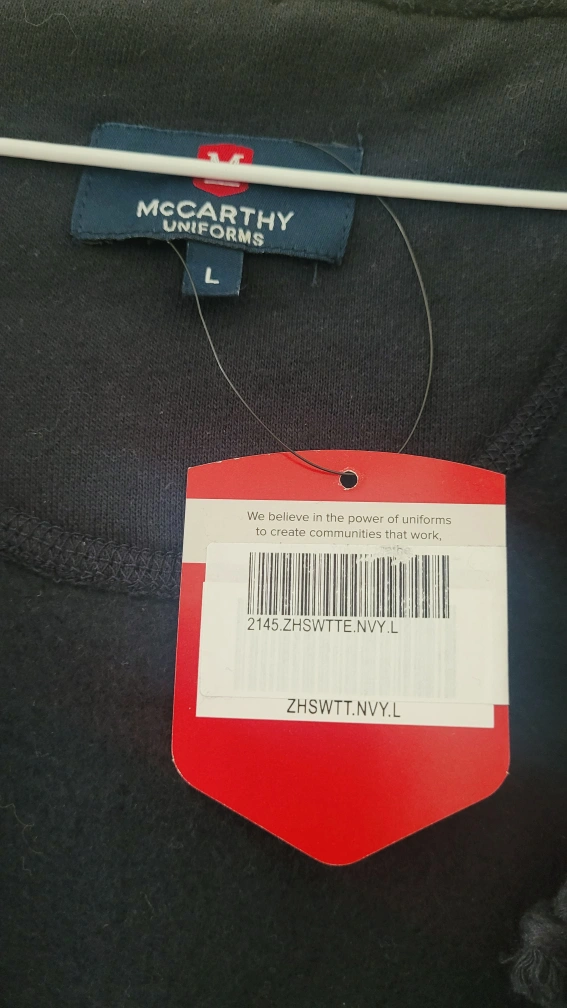 M
McCARTHY
UNIFORMS
L
We believe in the power of uniforms
to create communities that work,
2145.ZHSWTTE.NVY.L
ZHSWTT.NVY.L